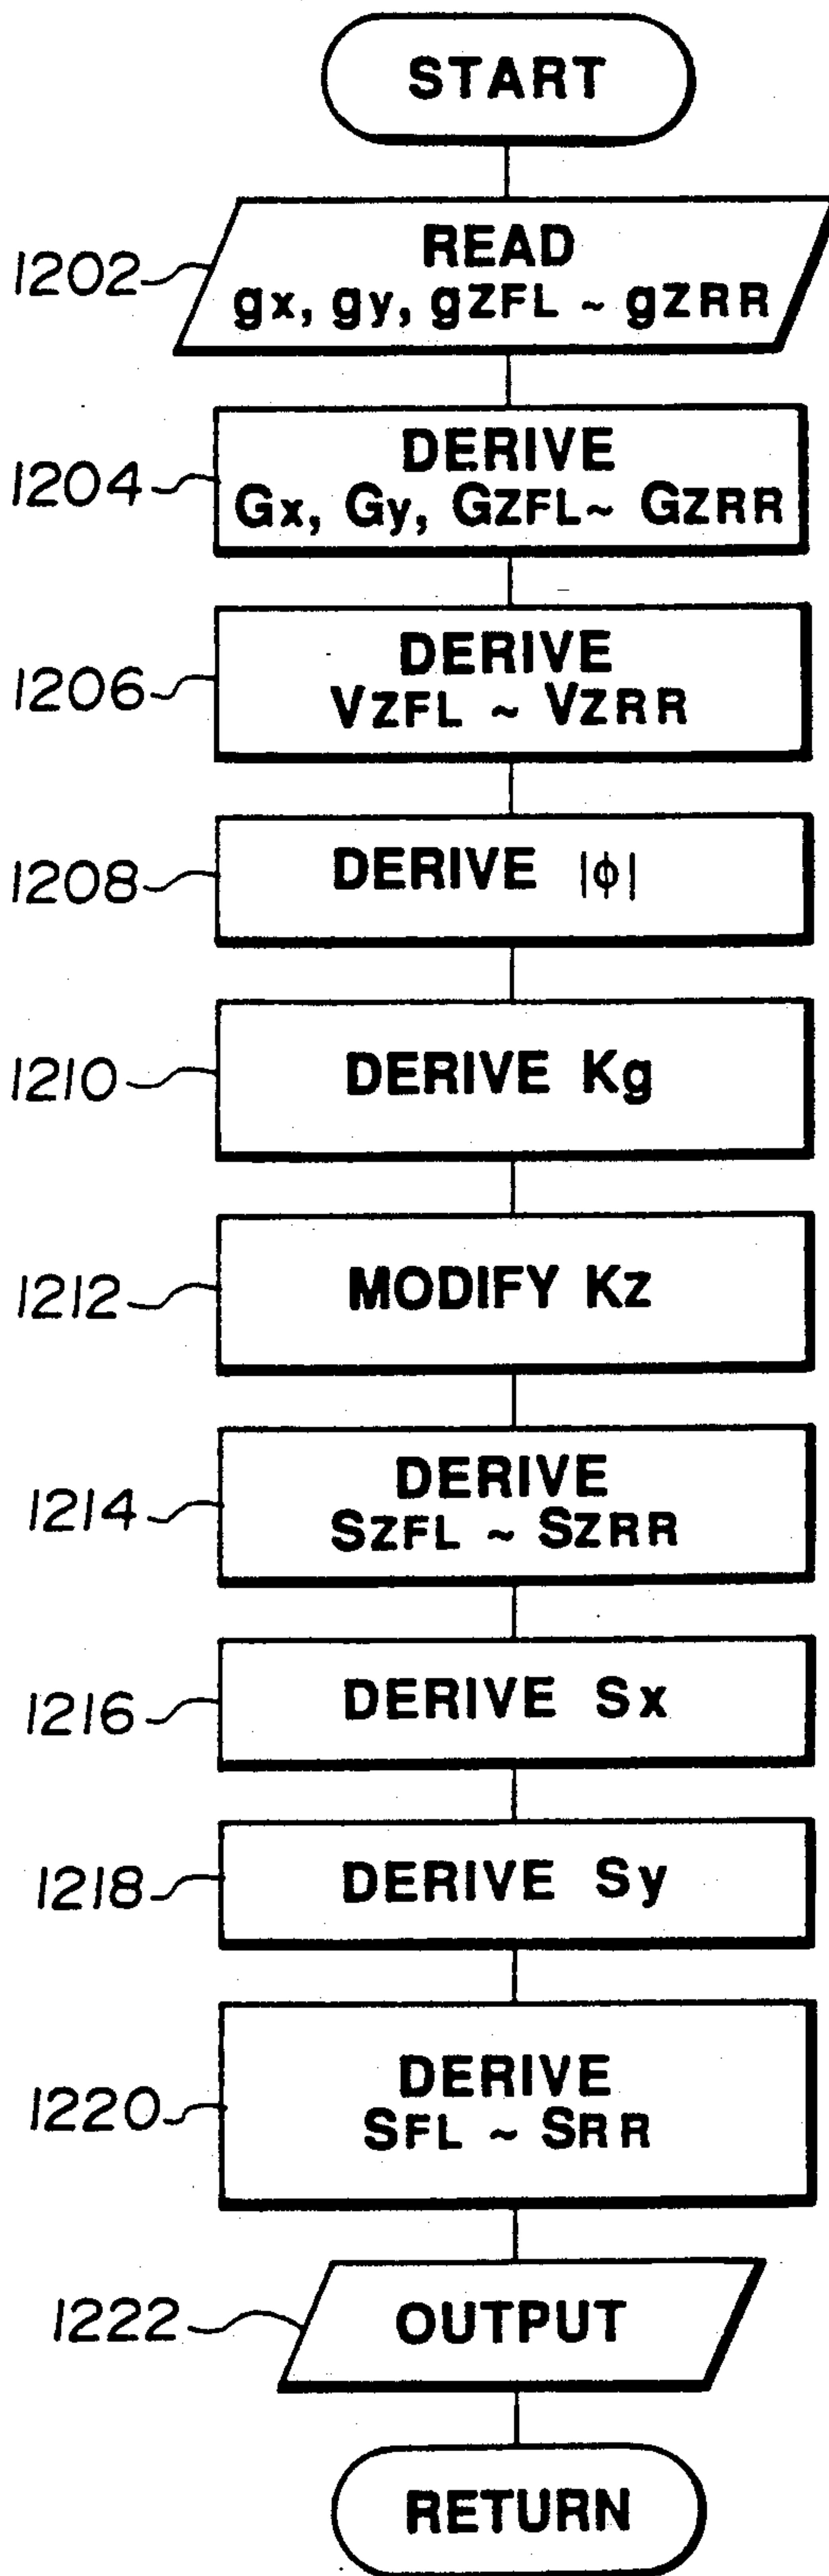 START
1202
READ
gx, gy, gZFL ~ gZRR
1204
DERIVE
Gx, Gy, GZFL ~ GZRR
1206
DERIVE
VZFL ~ VZRR
1208
DERIVE |ϕ|
1210
DERIVE Kg
1212
MODIFY Kz
1214
DERIVE
SZFL ~ SZRR
1216
DERIVE Sx
1218
DERIVE Sy
1220
DERIVE
SFL ~ SRR
1222
OUTPUT
RETURN